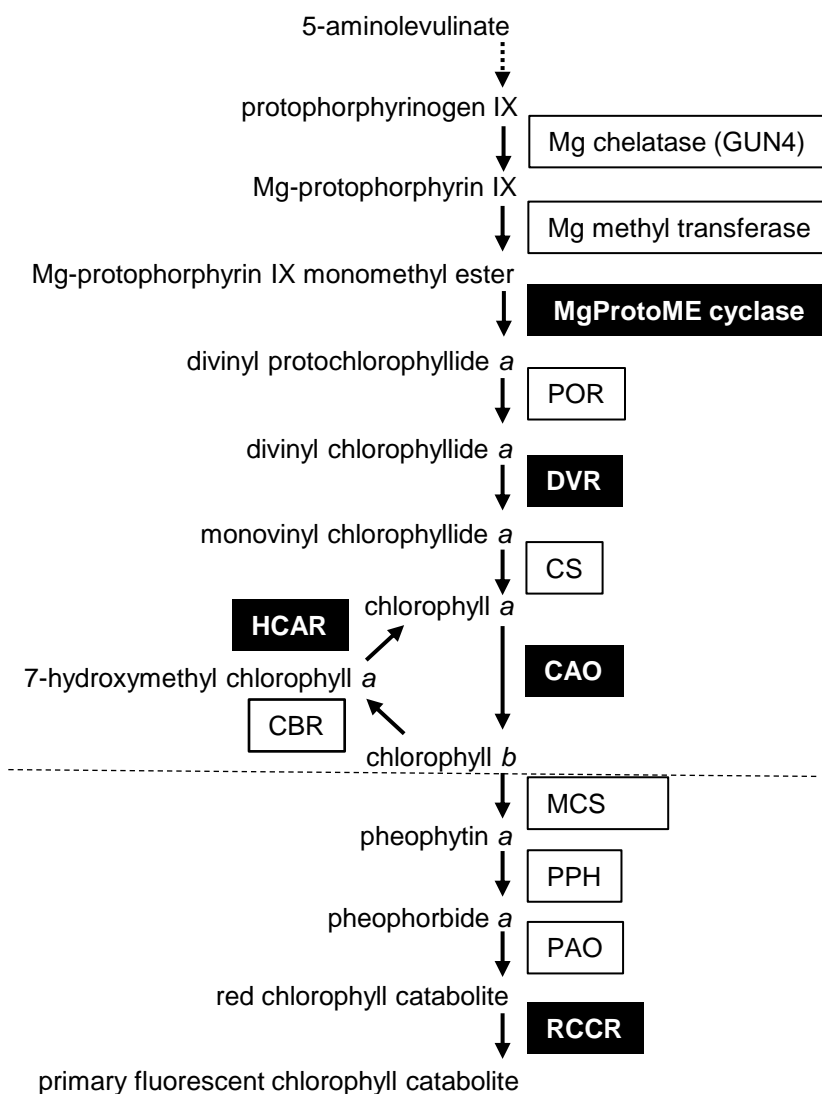 5-aminolevulinate
protophorphyrinogen IX
Mg chelatase (GUN4)
Mg-protophorphyrin IX
Mg methyl transferase
Mg-protophorphyrin IX monomethyl ester
MgProtoME cyclase
divinyl protochlorophyllide a
POR
divinyl chlorophyllide a
DVR
monovinyl chlorophyllide a
CS
chlorophyll a
HCAR
CAO
7-hydroxymethyl chlorophyll a
CBR
chlorophyll b
MCS
pheophytin a
PPH
pheophorbide a
PAO
red chlorophyll catabolite
RCCR
primary fluorescent chlorophyll catabolite